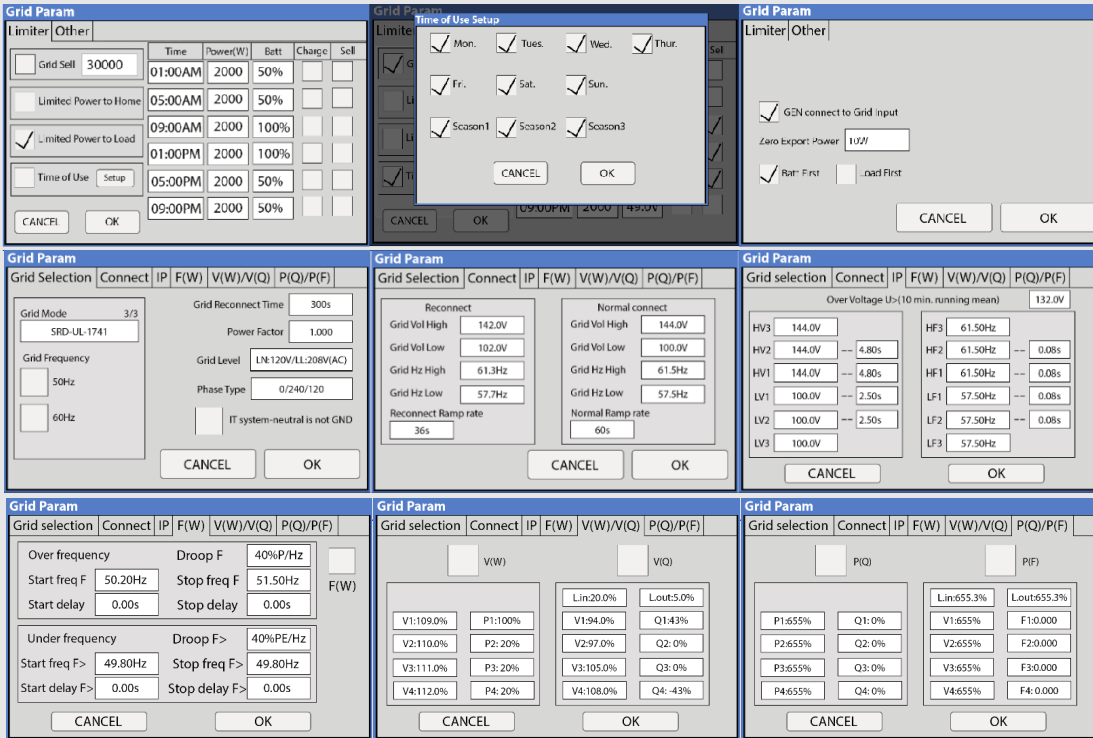 Grid Param
Limiter Other
Time Power(W) Batt Charge Sell
Grid Sell 30000
01:00AM 2000 50%
Limited Power to Home 05:00AM 2000 50%
09:00AM 2000 100%
Limited Power to Load
01:00PM 2000 100%
Time of Use Setup 05:00PM 2000 50%
09:00PM 2000 50%
CANCEL OK
Grid Param
Time of Use Setup
Mon. Tues. Wed. Thur.
Fri. Sat. Sun.
Season1 Season2 Season3
CANCEL OK
Sel
09:00PM 2000 49.0V
CANCEL OK
Grid Param
Limiter Other
GEN connect to Grid Input
Zero Export Power 10W
Batt First Load First
CANCEL OK
Grid Param
Grid Selection Connect IP F(W) V(W)/V(Q) P(Q)/P(F)
Grid Mode 3/3
SRD-UL-1741
Grid Frequency
50Hz
60Hz
Grid Reconnect Time 300s
Power Factor 1.000
Grid Level LN:120V/LL:208V(AC)
Phase Type 0/240/120
IT system-neutral is not GND
CANCEL OK
Grid Param
Grid Selection Connect IP F(W) V(W)/V(Q) P(Q)/P(F)
Reconnect
Grid Vol High 142.0V
Grid Vol Low 102.0V
Grid Hz High 61.3Hz
Grid Hz Low 57.7Hz
Reconnect Ramp rate
36s
Normal connect
Grid Vol High 144.0V
Grid Vol Low 100.0V
Grid Hz High 61.5Hz
Grid Hz Low 57.5Hz
Normal Ramp rate
60s
CANCEL OK
Grid Param
Grid selection Connect IP F(W) V(W)/V(Q) P(Q)/P(F)
Over Voltage U>(10 min. running mean) 132.0V
HV3 144.0V
HV2 144.0V -- 4.80s
HV1 144.0V -- 4.80s
LV1 100.0V -- 2.50s
LV2 100.0V -- 2.50s
LV3 100.0V
HF3 61.50Hz
HF2 61.50Hz -- 0.08s
HF1 61.50Hz -- 0.08s
LF1 57.50Hz -- 0.08s
LF2 57.50Hz -- 0.08s
LF3 57.50Hz
CANCEL OK
Grid Param
Grid selection Connect IP F(W) V(W)/V(Q) P(Q)/P(F)
Over frequency Droop F 40%P/Hz
Start freq F 50.20Hz Stop freq F 51.50Hz
Start delay 0.00s Stop delay 0.00s
F(W)
Under frequency Droop F> 40%PE/Hz
Start freq F> 49.80Hz Stop freq F> 49.80Hz
Start delay F> 0.00s Stop delay F> 0.00s
CANCEL OK
Grid Param
Grid selection Connect IP F(W) V(W)/V(Q) P(Q)/P(F)
V(W) V(Q)
V1:109.0% P1:100%
V2:110.0% P2: 20%
V3:111.0% P3: 20%
V4:112.0% P4: 20%
Lin:20.0% Lout:5.0%
V1:94.0% Q1:43%
V2:97.0% Q2: 0%
V3:105.0% Q3: 0%
V4:108.0% Q4: -43%
CANCEL OK
Grid Param
Grid selection Connect IP F(W) V(W)/V(Q) P(Q)/P(F)
P(Q) P(F)
P1:655% Q1: 0%
P2:655% Q2: 0%
P3:655% Q3: 0%
P4:655% Q4: 0%
Lin:655.3% Lout:655.3%
V1:655% F1:0.000
V2:655% F2:0.000
V3:655% F3:0.000
V4:655% F4: 0.000
CANCEL OK